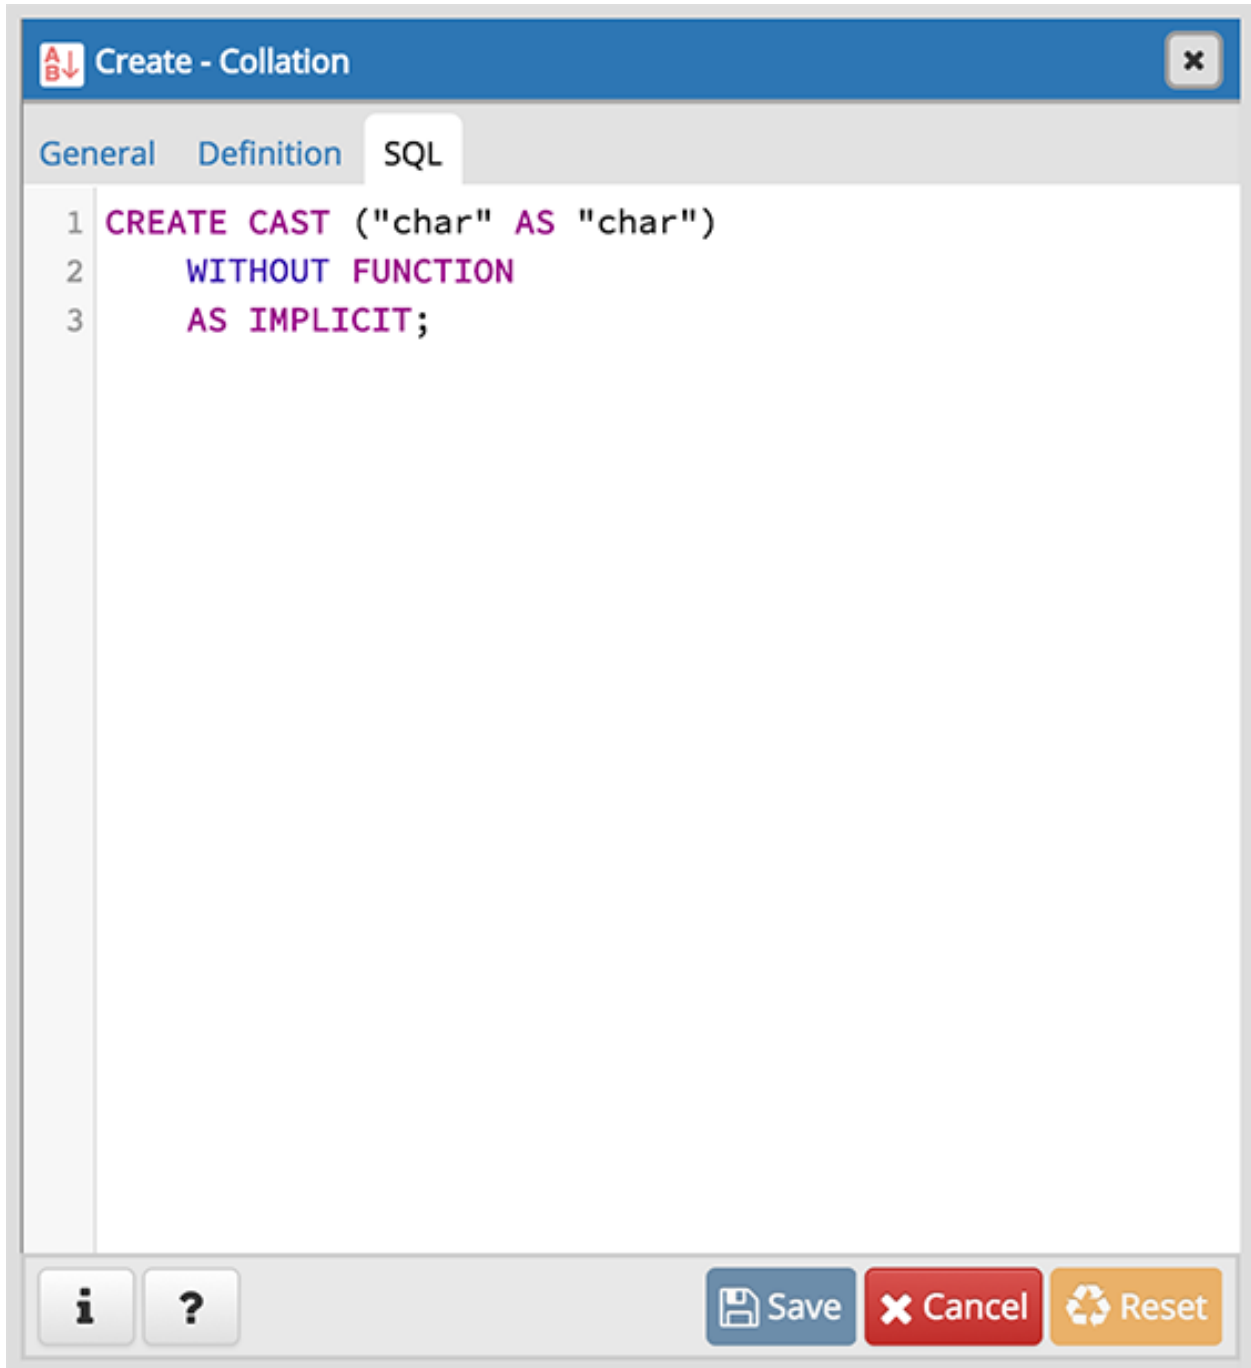 A
B
Create - Collation
General Definition SQL
1 CREATE CAST ("char" AS "char")
2 WITHOUT FUNCTION
3 AS IMPLICIT;
i ? Save Cancel Reset